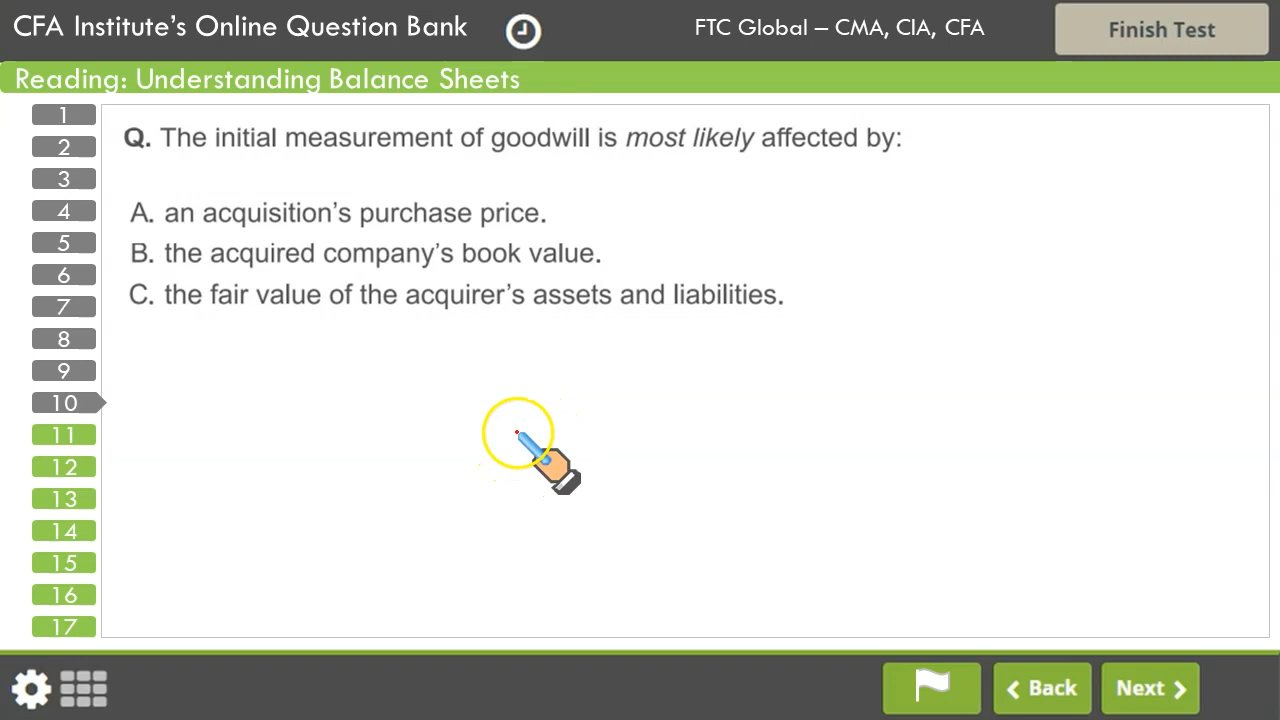 CFA Institute's Online Question Bank
FTC Global – CMA, CIA, CFA
Finish Test
Reading: Understanding Balance Sheets
1
2
3
4
5
6
7
8
9
10
11
12
13
14
15
16
17
Q. The initial measurement of goodwill is most likely affected by:
A. an acquisition's purchase price.
B. the acquired company's book value.
C. the fair value of the acquirer's assets and liabilities.
Back
Next